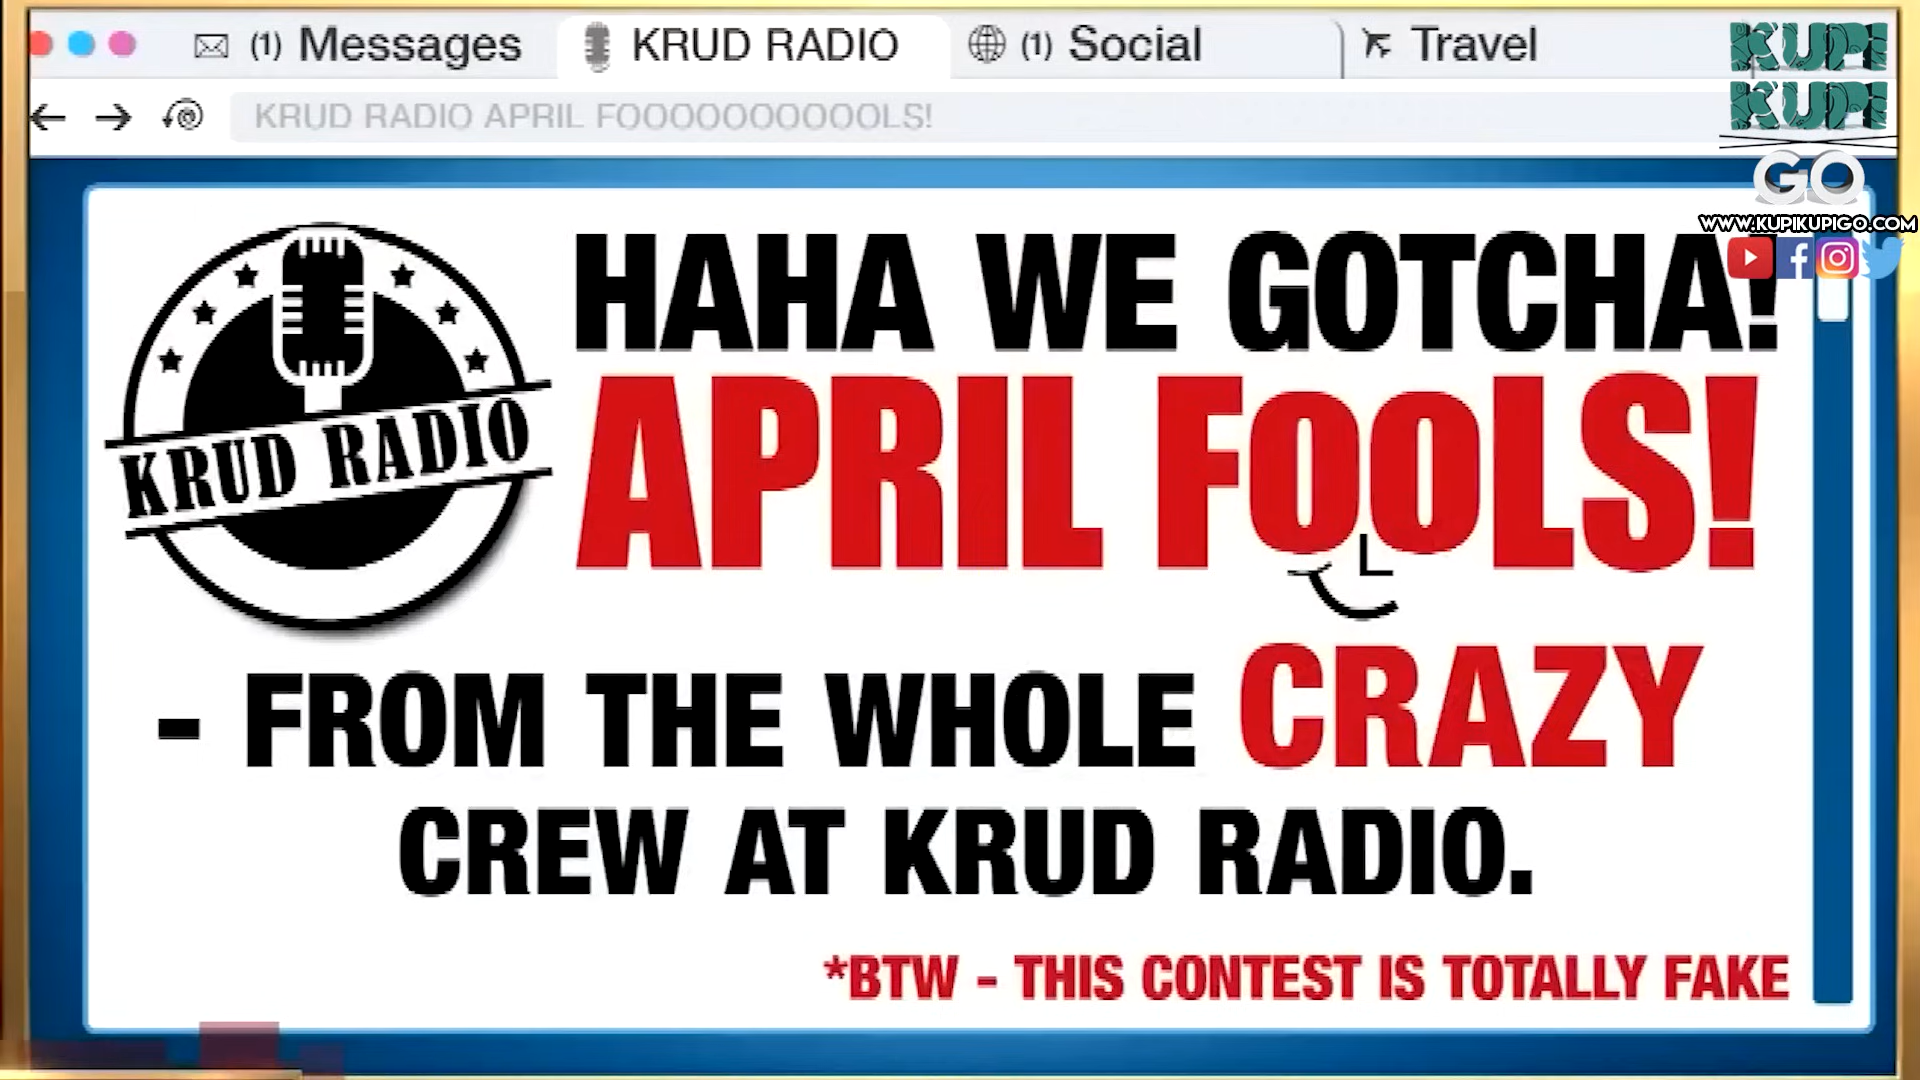 (1) Messages
KRUD RADIO
(1) Social
Travel
KRUD RADIO APRIL FOOOOOOOOOOLS!
KUPI
KUPI
GO
WWW.KUPIKUPIGO.COM
KRUD RADIO
HAHA WE GOTCHA!
APRIL FOOLS!
- FROM THE WHOLE CRAZY
CREW AT KRUD RADIO.
*BTW - THIS CONTEST IS TOTALLY FAKE